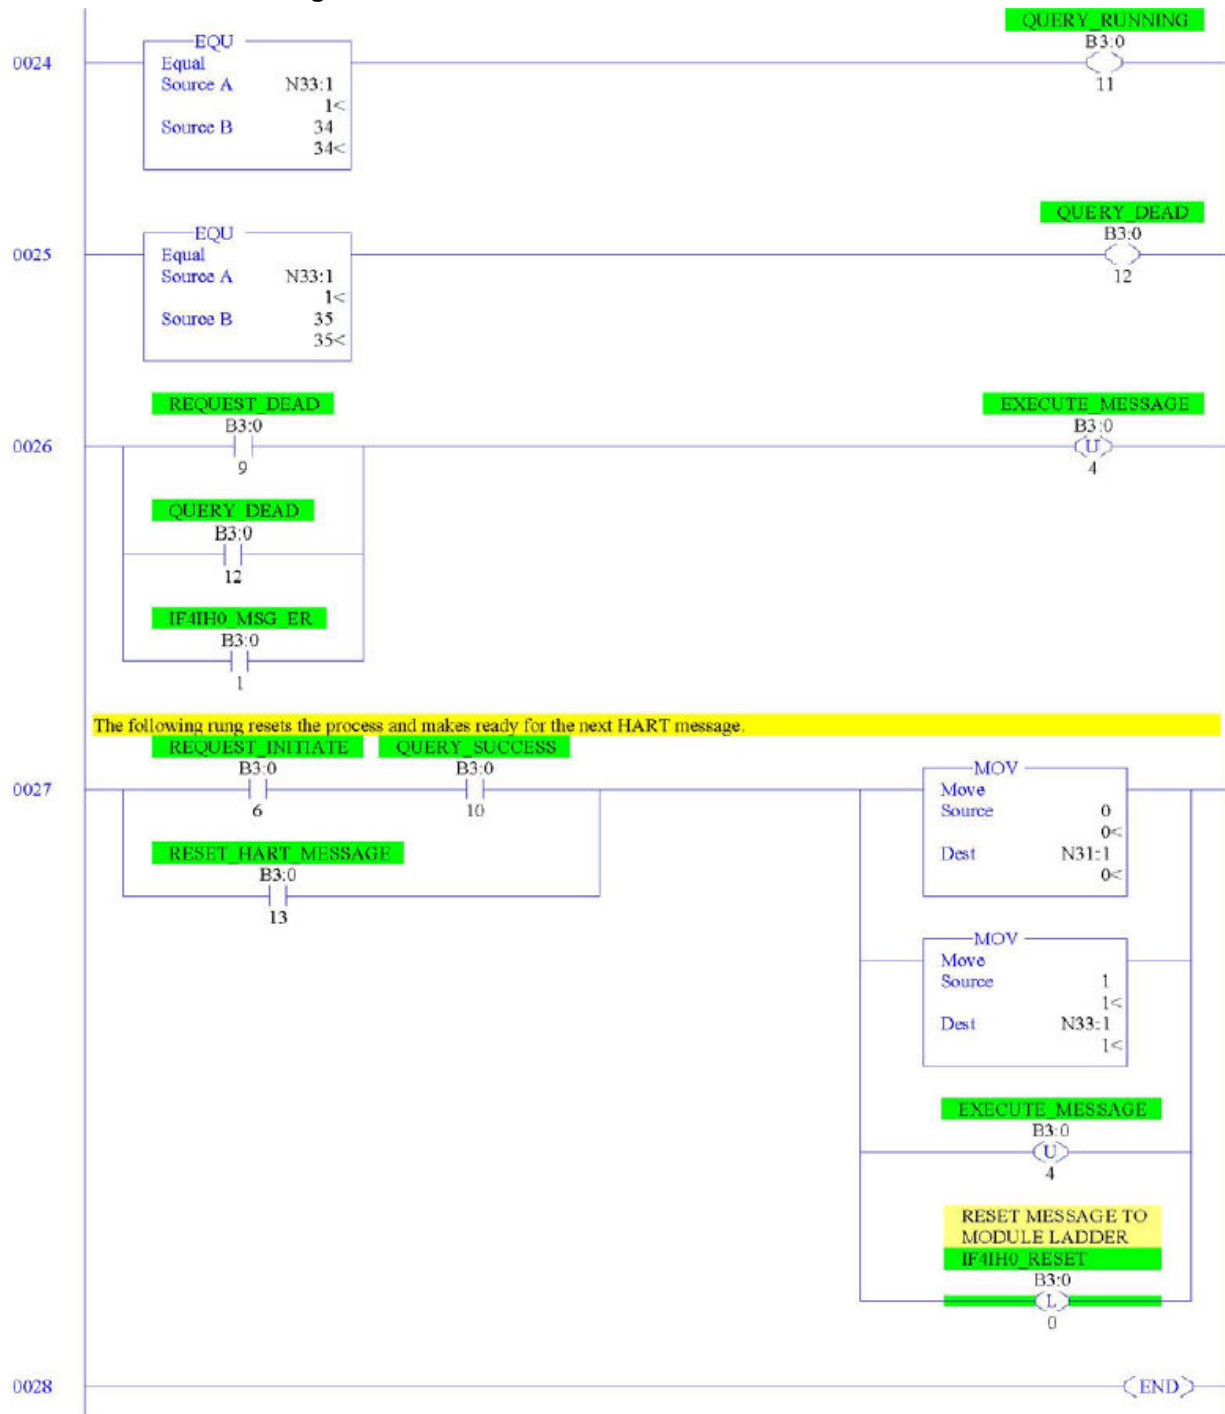 QUERY_RUNNING
B3:0
0024
EQU
Equal
Source A N33:1
1<
Source B 34
34<
11
QUERY_DEAD
B3:0
0025
EQU
Equal
Source A N33:1
1<
Source B 35
35<
12
REQUEST_DEAD
B3:0
9
EXECUTE_MESSAGE
B3:0
0026
U
4
QUERY_DEAD
B3:0
12
IF4IH0_MSG_ER
B3:0
1
The following rung resets the process and makes ready for the next HART message.
REQUEST_INITIATE QUERY_SUCCESS
B3:0 B3:0
0027
6 10
MOV
Move
Source 0
0<
Dest N31:1
0<
RESET_HART_MESSAGE
B3:0
13
MOV
Move
Source 1
1<
Dest N33:1
1<
EXECUTE_MESSAGE
B3:0
U
4
RESET MESSAGE TO
MODULE LADDER
IF4IH0_RESET
B3:0
L
0
0028
END